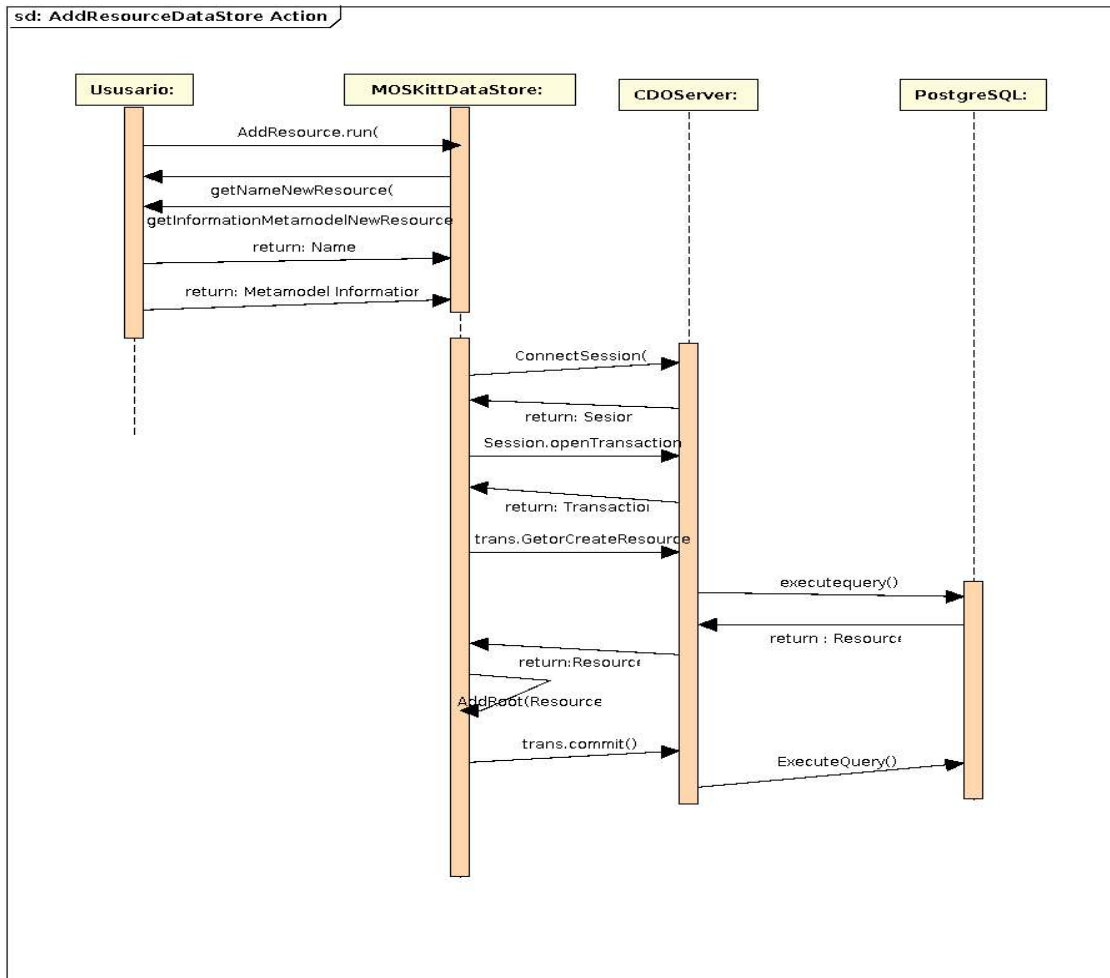 sd: AddResourceDataStore Action
Ususario:
MOSKittDataStore:
CDOServer:
PostgreSQL:
AddResource.run(
getNameNewResource(
getInformationMetamodelNewResource
return: Name
return: Metamodel Information
ConnectSession(
return: Sesior
Session.openTransaction
return: Transactior
trans.GetorCreateResource
executequery()
return : Resource
return:Resource
AddRoot(Resource
trans.commit()
ExecuteQuery()